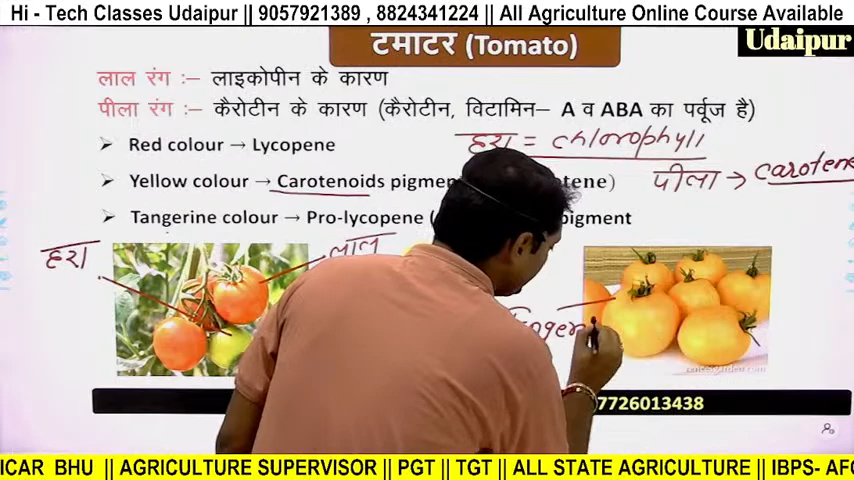 Hi - Tech Classes Udaipur || 9057921389 , 8824341224 || All Agriculture Online Course Available
Udaipur
टमाटर (Tomato)
लाल रंग :– लाइकोपीन के कारण
पीला रंग :– कैरोटीन के कारण (कैरोटीन, विटामिन– A व ABA का पर्वूज है)
हरा = chlorophyll
➢ Red colour → Lycopene
पीला → carotene
➢ Yellow colour → Carotenoids
➢ Tangerine colour → Pro-lycopene
हरा
लाल
7726013438
ICAR BHU || AGRICULTURE SUPERVISOR || PGT || TGT || ALL STATE AGRICULTURE || IBPS- AFO